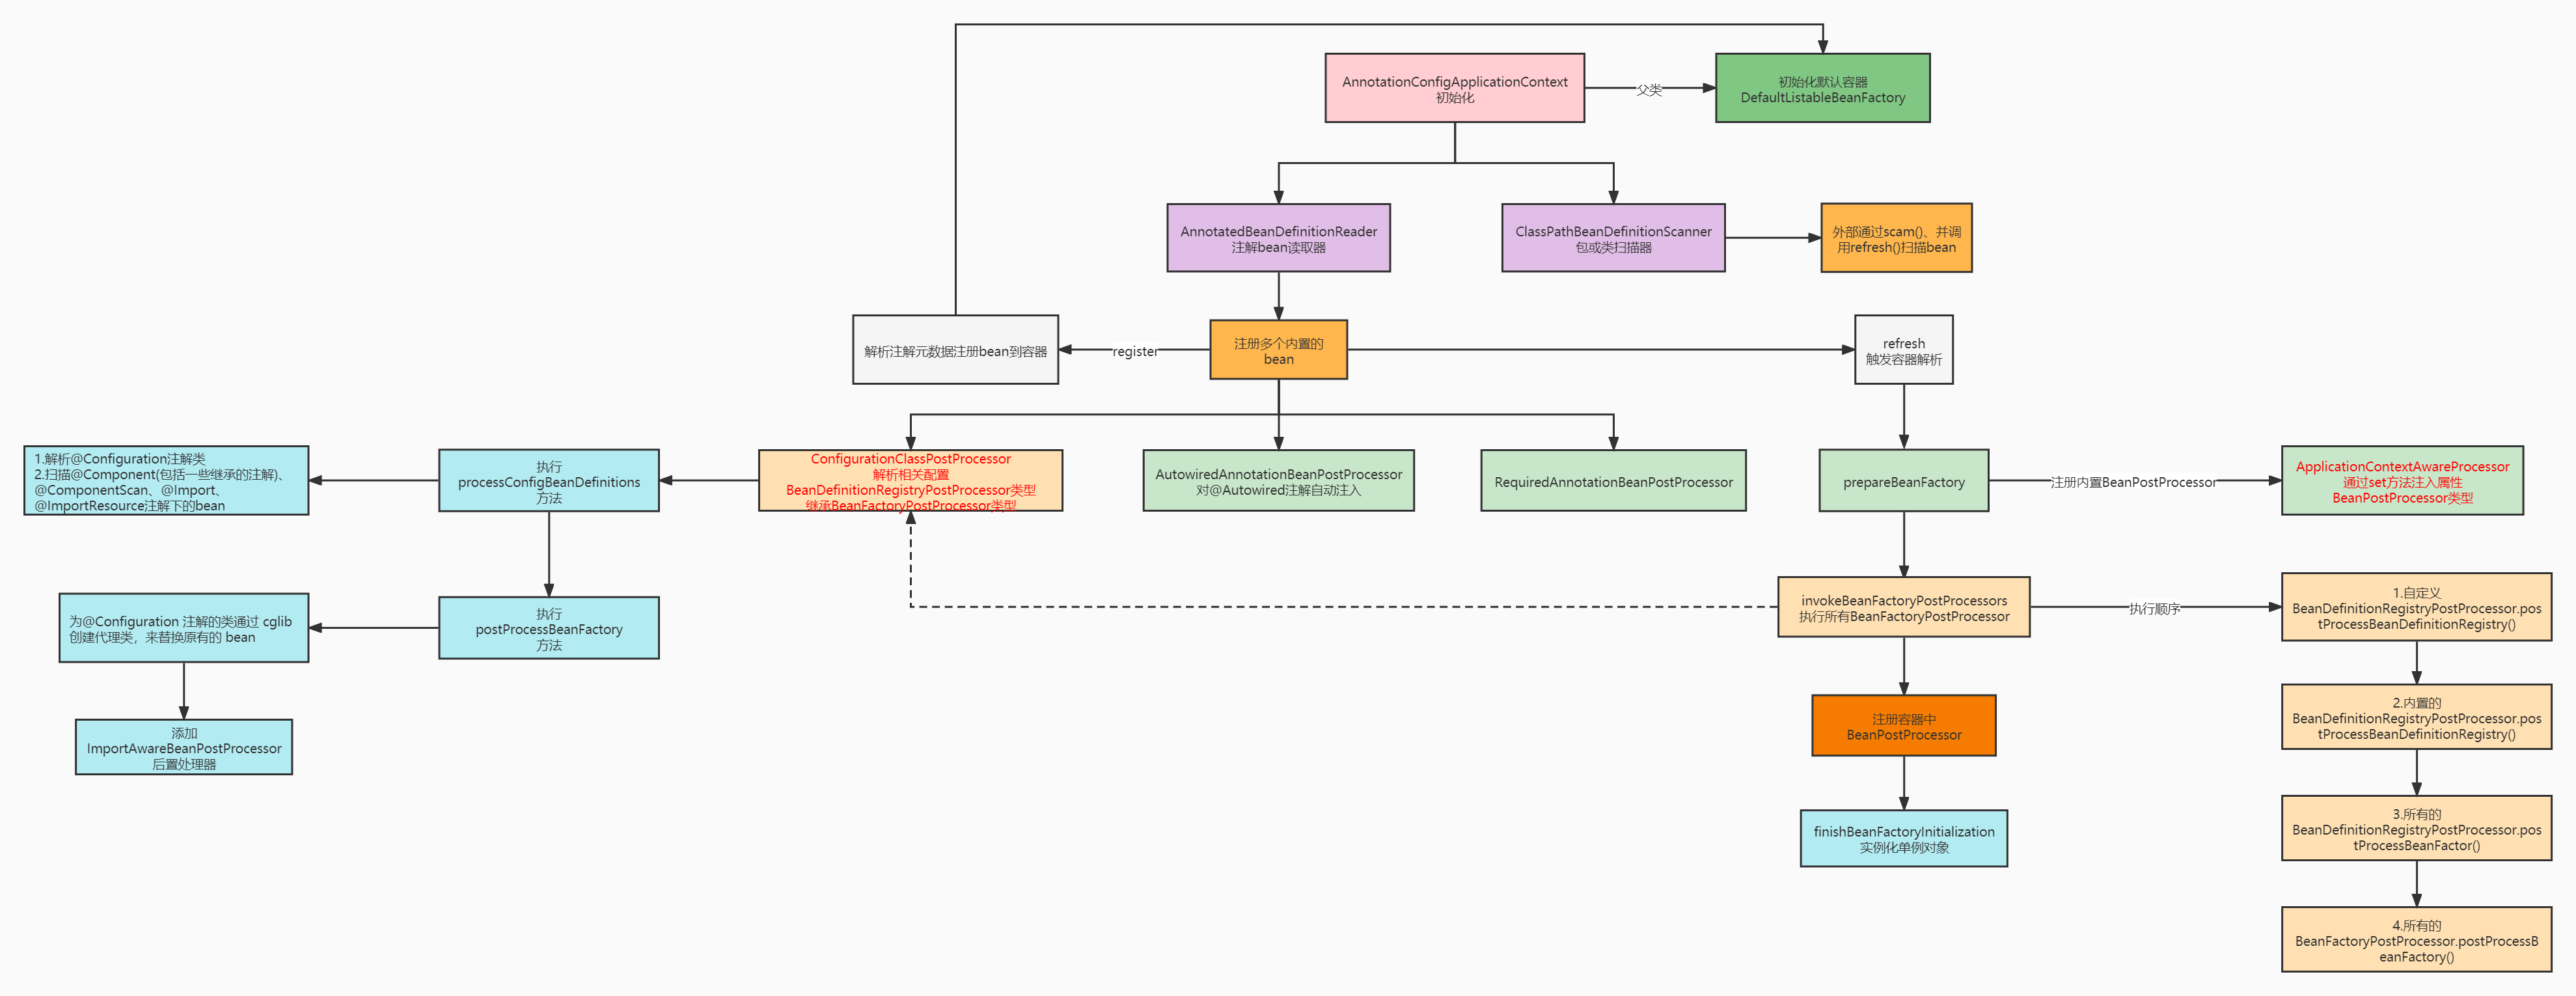 AnnotationConfigApplicationContext
初始化
父类
初始化默认容器
DefaultListableBeanFactory
AnnotatedBeanDefinitionReader
注解bean读取器
ClassPathBeanDefinitionScanner
包或类扫描器
外部通过scam()、并调
用refresh()扫描bean
解析注解元数据注册bean到容器
register
注册多个内置的
bean
refresh
触发容器解析
1.解析@Configuration注解类
2.扫描@Component(包括一些继承的注解)、
@ComponentScan、@Import、
@ImportResource注解下的bean
执行
processConfigBeanDefinitions
方法
ConfigurationClassPostProcessor
解析相关配置
BeanDefinitionRegistryPostProcessor类型
继承BeanFactoryPostProcessor类型
AutowiredAnnotationBeanPostProcessor
对@Autowired注解自动注入
RequiredAnnotationBeanPostProcessor
prepareBeanFactory
注册内置BeanPostProcessor
ApplicationContextAwareProcessor
通过set方法注入属性
BeanPostProcessor类型
为@Configuration 注解的类通过 cglib
创建代理类，来替换原有的 bean
执行
postProcessBeanFactory
方法
invokeBeanFactoryPostProcessors
执行所有BeanFactoryPostProcessor
执行顺序
1.自定义
BeanDefinitionRegistryPostProcessor.pos
tProcessBeanDefinitionRegistry()
添加
ImportAwareBeanPostProcessor
后置处理器
注册容器中
BeanPostProcessor
2.内置的
BeanDefinitionRegistryPostProcessor.pos
tProcessBeanDefinitionRegistry()
finishBeanFactoryInitialization
实例化单例对象
3.所有的
BeanDefinitionRegistryPostProcessor.pos
tProcessBeanFactor()
4.所有的
BeanFactoryPostProcessor.postProcessB
eanFactory()